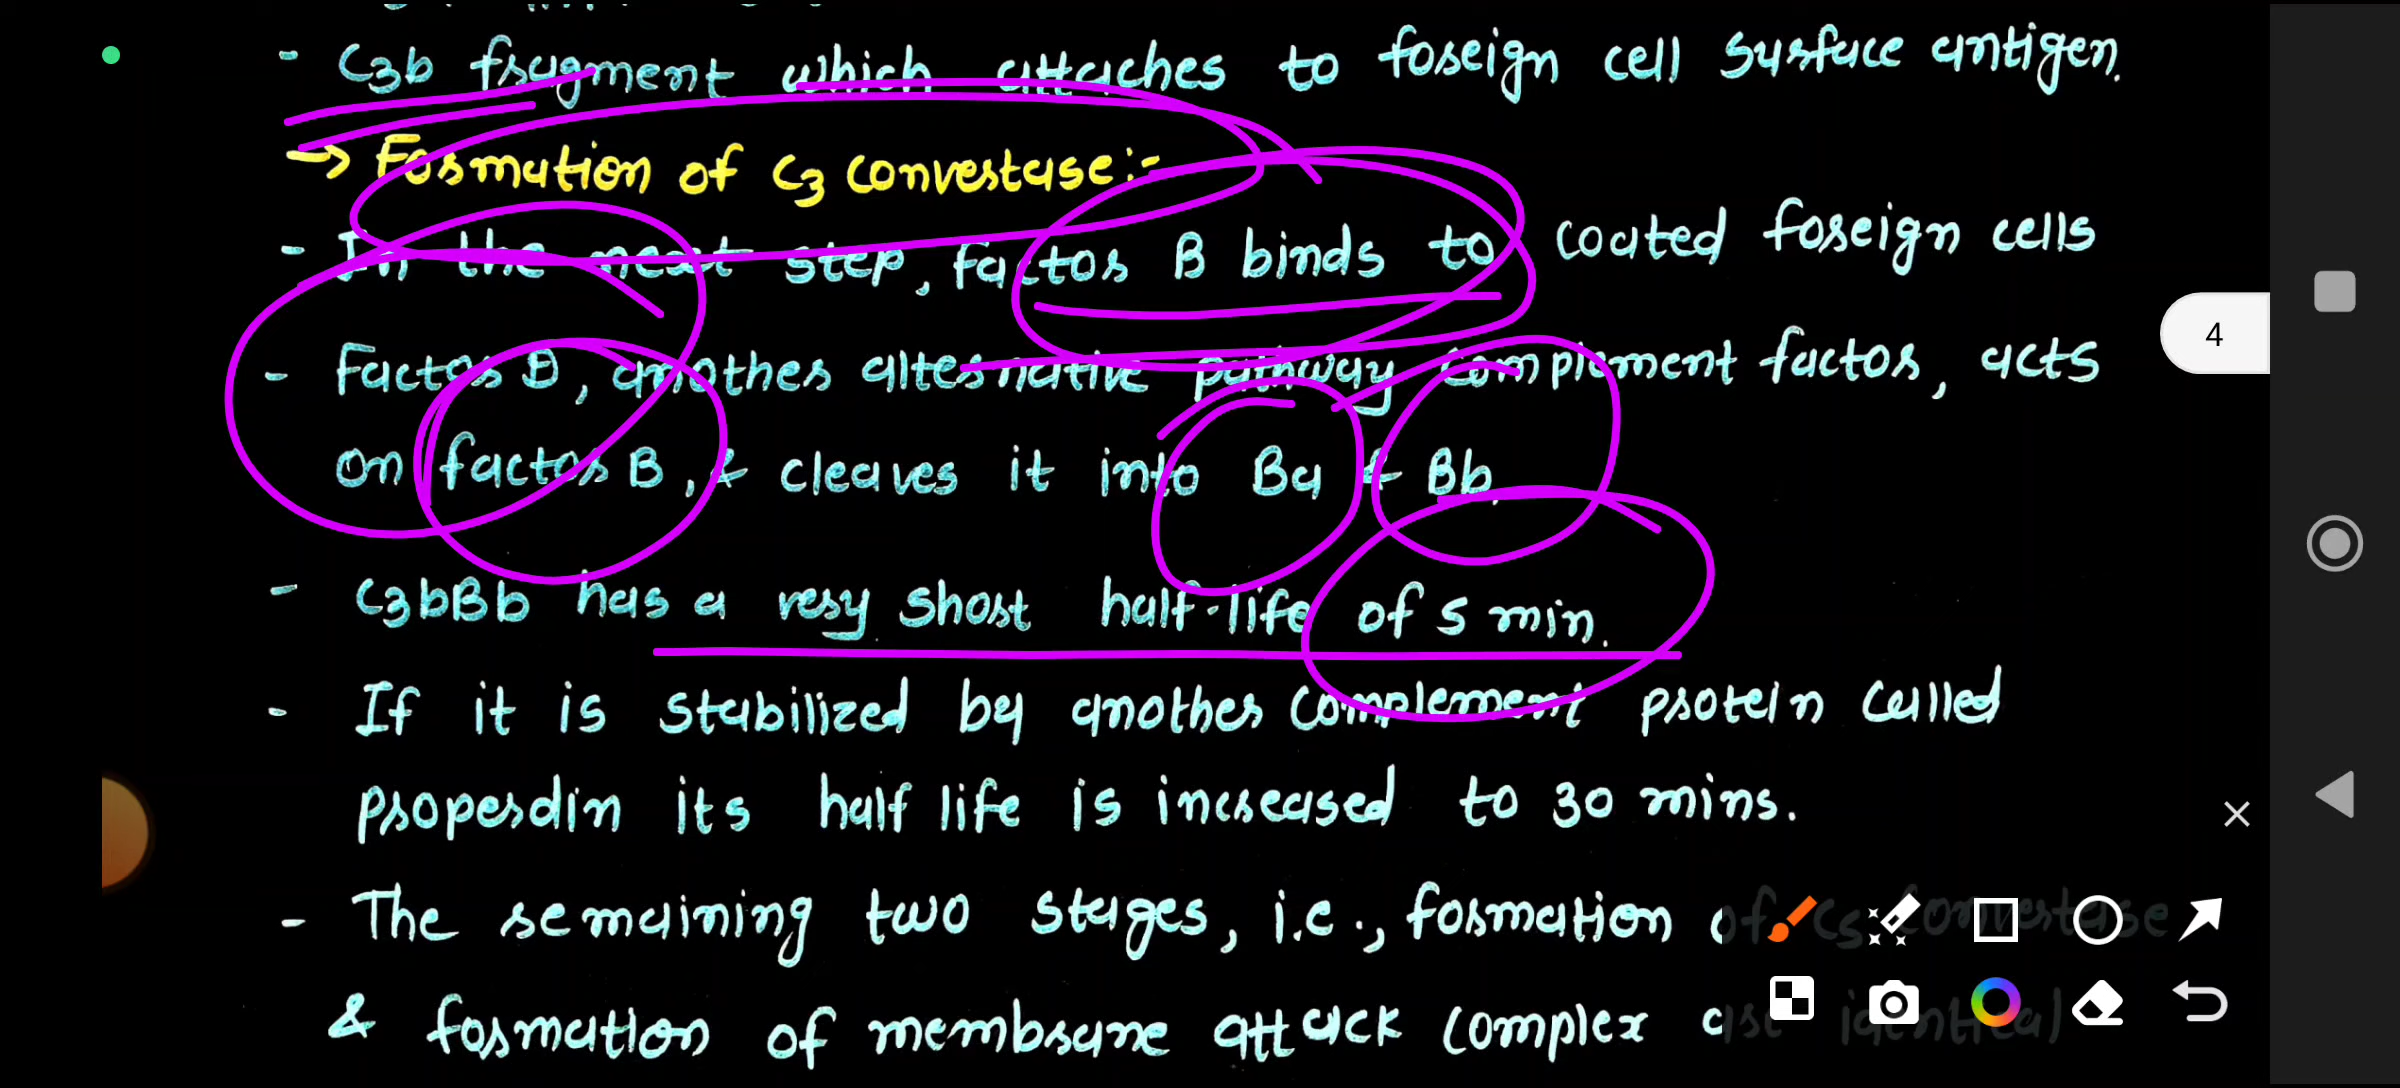 - C3b fragment which attaches to foreign cell surface antigen.
→ Formation of C3 convertase:-
- In the next step, factor B binds to coated foreign cells
- Factor D, another alternative pathway complement factor, acts
on factor B, & cleaves it into Ba & Bb.
- C3bBb has a very short half-life of 5 min.
- If it is stabilized by another complement protein called
properdin its half life is increased to 30 mins.
- The remaining two stages, i.e., formation of C5 convertase
& formation of membrane attack complex are identical
4